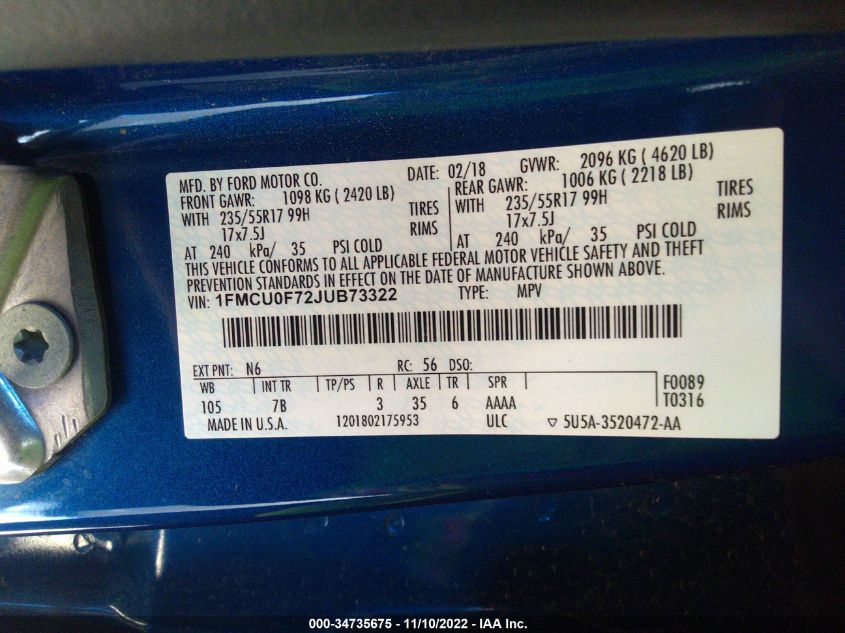 MFD. BY FORD MOTOR CO. DATE: 02/18 GVWR: 2096 KG ( 4620 LB)
FRONT GAWR: 1098 KG ( 2420 LB) REAR GAWR: 1006 KG ( 2218 LB)
WITH 235/55R17 99H TIRES WITH 235/55R17 99H TIRES
17x7.5J RIMS 17x7.5J RIMS
AT 240 kPa/ 35 PSI COLD AT 240 kPa/ 35 PSI COLD
THIS VEHICLE CONFORMS TO ALL APPLICABLE FEDERAL MOTOR VEHICLE SAFETY AND THEFT
PREVENTION STANDARDS IN EFFECT ON THE DATE OF MANUFACTURE SHOWN ABOVE.
VIN: 1FMCU0F72JUB73322 TYPE: MPV
EXT PNT: N6 RC: 56 DSO:
WB INT TR TP/PS R AXLE TR SPR F0089
105 7B 3 35 6 AAAA T0316
MADE IN U.S.A. 1201802175953 ULC ▽ 5U5A-3520472-AA
000-34735675 - 11/10/2022 - IAA Inc.